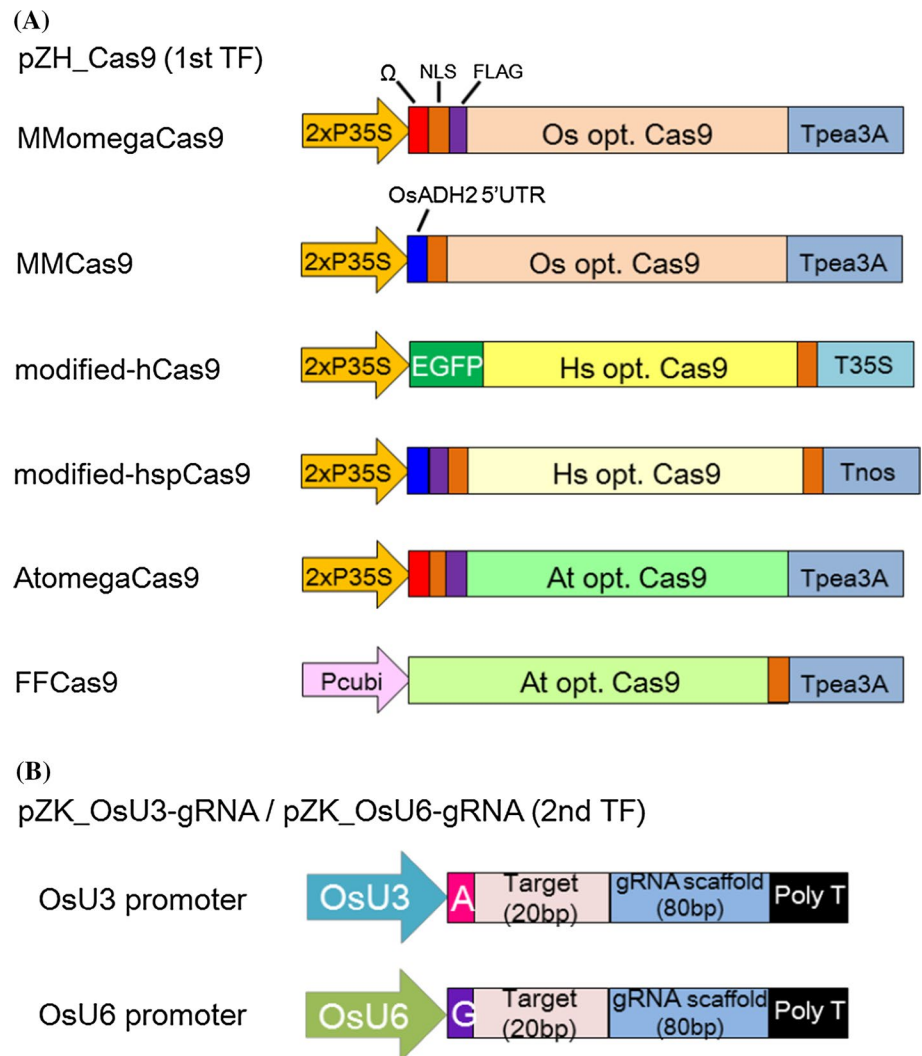 (A)
pZH_Cas9 (1st TF)
Ω NLS FLAG
MMomegaCas9 2xP35S Os opt. Cas9 Tpea3A
OsADH2 5’UTR
MMCas9 2xP35S Os opt. Cas9 Tpea3A
modified-hCas9 2xP35S EGFP Hs opt. Cas9 T35S
modified-hspCas9 2xP35S Hs opt. Cas9 Tnos
AtomegaCas9 2xP35S At opt. Cas9 Tpea3A
FFCas9 Pcubi At opt. Cas9 Tpea3A
(B)
pZK_OsU3-gRNA / pZK_OsU6-gRNA (2nd TF)
OsU3 promoter OsU3 A Target (20bp) gRNA scaffold (80bp) Poly T
OsU6 promoter OsU6 G Target (20bp) gRNA scaffold (80bp) Poly T